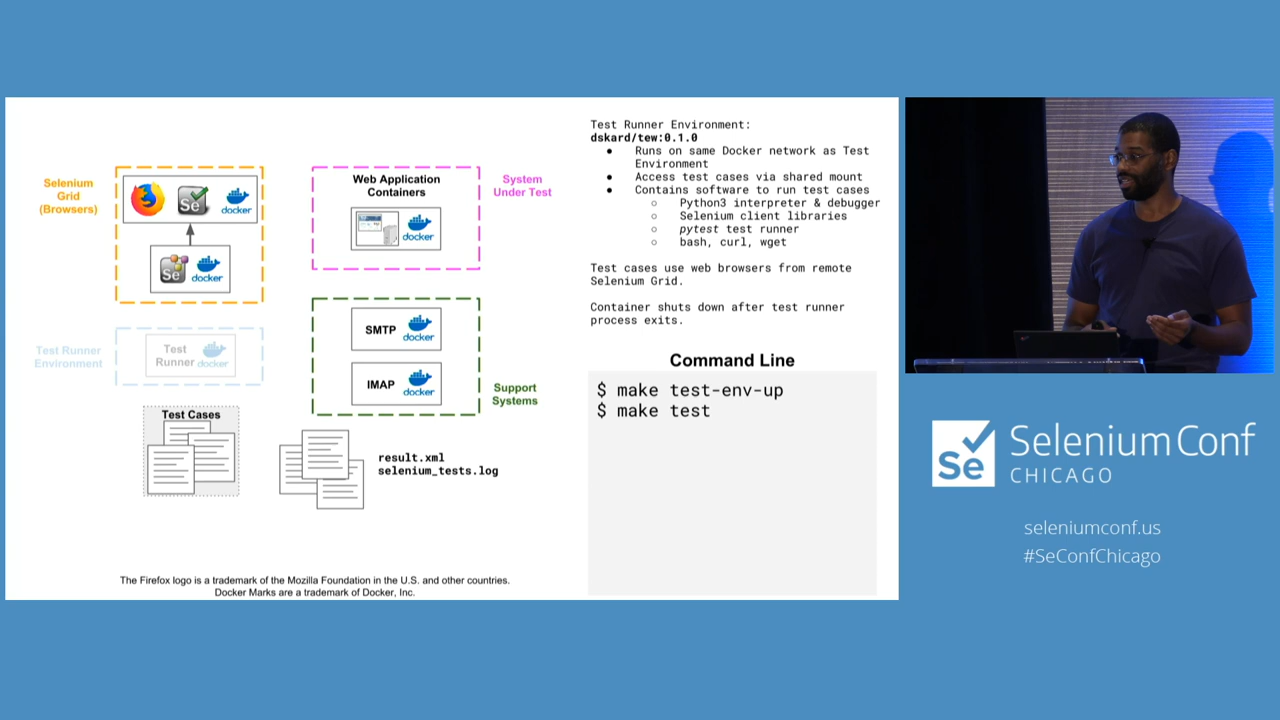 Selenium
Grid
(Browsers)
Se
docker
Se
docker
Web Application
Containers
docker
System
Under Test
Test Runner
Environment
Test
Runner
docker
SMTP
docker
IMAP
docker
Support
Systems
Test Cases
result.xml
selenium_tests.log
The Firefox logo is a trademark of the Mozilla Foundation in the U.S. and other countries.
Docker Marks are a trademark of Docker, Inc.
Test Runner Environment:
dskard/tew:0.1.0
● Runs on same Docker network as Test
Environment
● Access test cases via shared mount
● Contains software to run test cases
○ Python3 interpreter & debugger
○ Selenium client libraries
○ pytest test runner
○ bash, curl, wget
Test cases use web browsers from remote
Selenium Grid.
Container shuts down after test runner
process exits.
Command Line
$ make test-env-up
$ make test
Se
SeleniumConf
CHICAGO
seleniumconf.us
#SeConfChicago